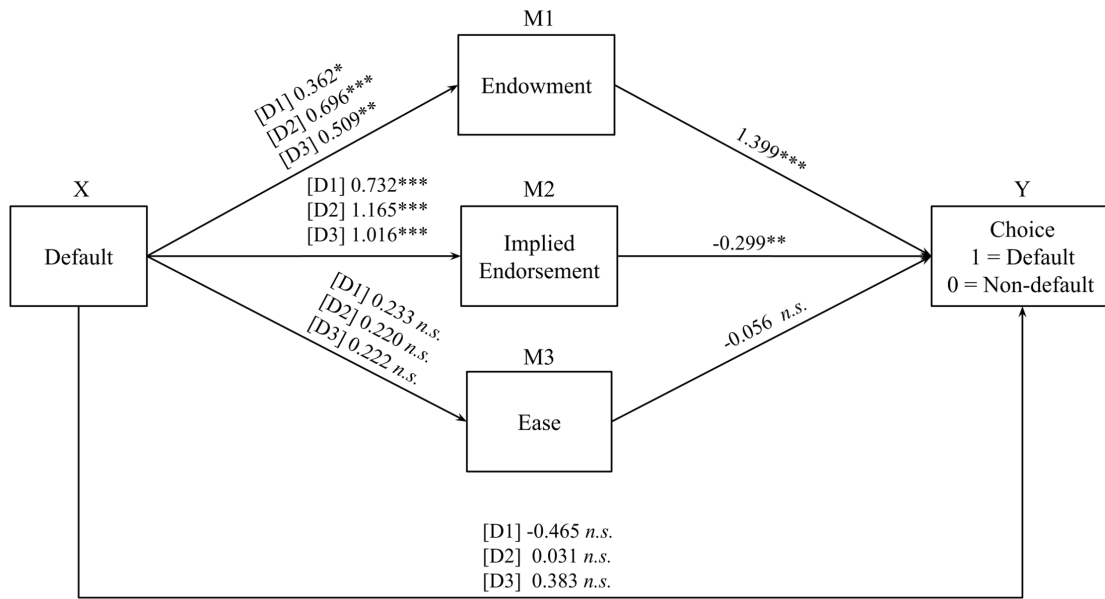 M1
Endowment
[D1] 0.362*
[D2] 0.696***
[D3] 0.509**
1.399***
X
Default
[D1] 0.732***
[D2] 1.165***
[D3] 1.016***
M2
Implied
Endorsement
-0.299**
Y
Choice
1 = Default
0 = Non-default
[D1] 0.233 n.s.
[D2] 0.220 n.s.
[D3] 0.222 n.s.
M3
Ease
-0.056 n.s.
[D1] -0.465 n.s.
[D2] 0.031 n.s.
[D3] 0.383 n.s.